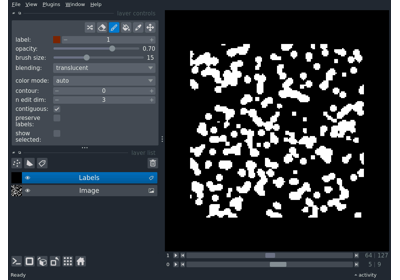 File View Plugins Window Help
layer controls
label: 1
opacity: 0.70
brush size: 15
blending: translucent
color mode: auto
contour: 0
n edit dim: 3
contiguous:
preserve
labels:
show
selected:
layer list
Labels
Image
1 64 127
0 5 9
Ready activity